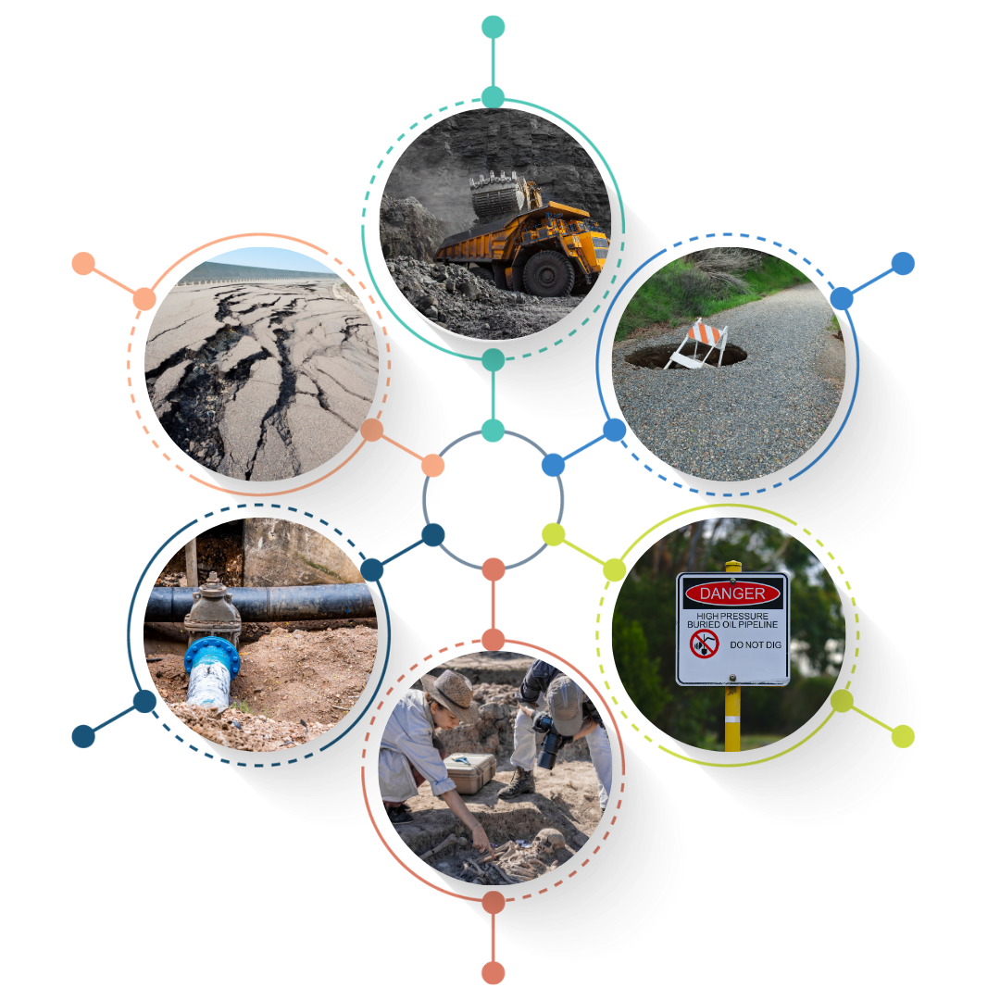 DANGER
HIGH PRESSURE
BURIED OIL PIPELINE
DO NOT DIG